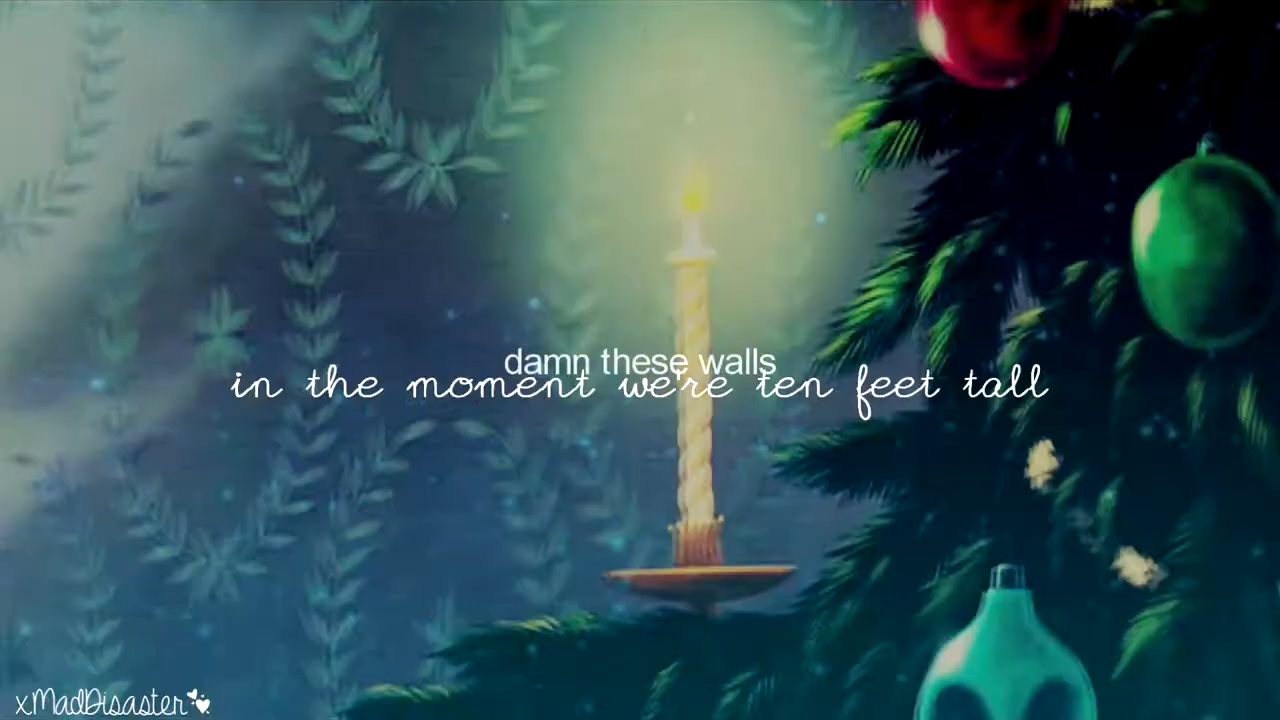 damn these walls
in the moment we're ten feet tall
xMadDisaster